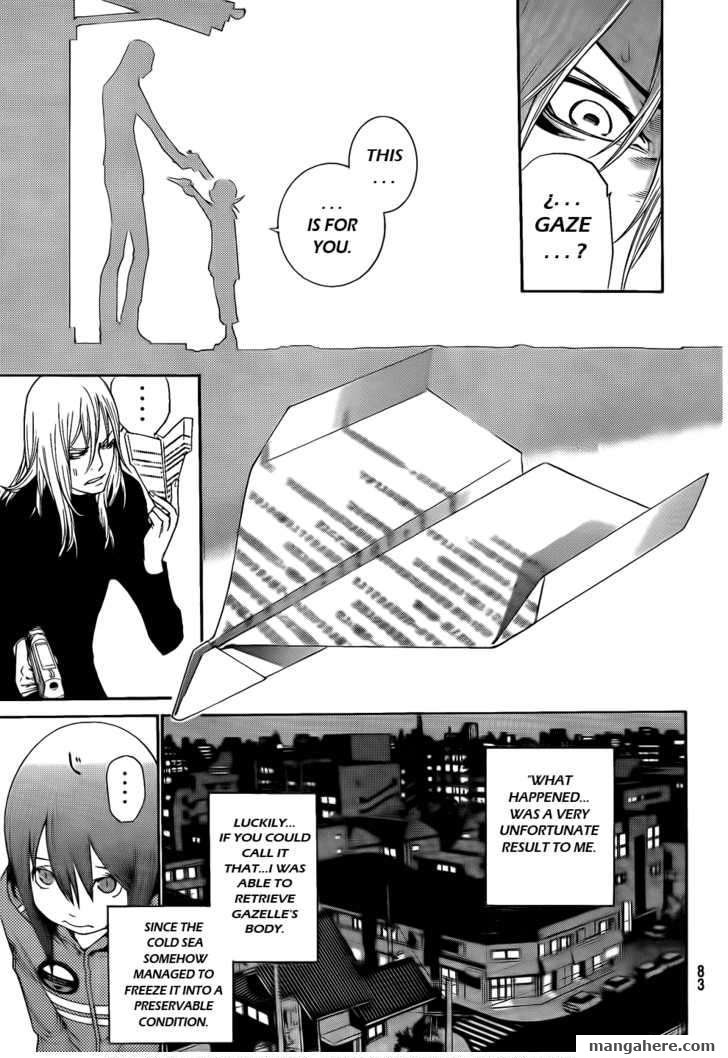 ¿. . .
GAZE
. . . ?
THIS
. . .
. . .
IS FOR
YOU.
. . . .
"WHAT
HAPPENED...
WAS A VERY
UNFORTUNATE
RESULT TO ME.
LUCKILY...
IF YOU COULD
CALL IT
THAT...I WAS
ABLE TO
RETRIEVE
GAZELLE'S
BODY.
SINCE THE
COLD SEA
SOMEHOW
MANAGED TO
FREEZE IT INTO A
PRESERVABLE
CONDITION.
. . .
83
mangahere.com